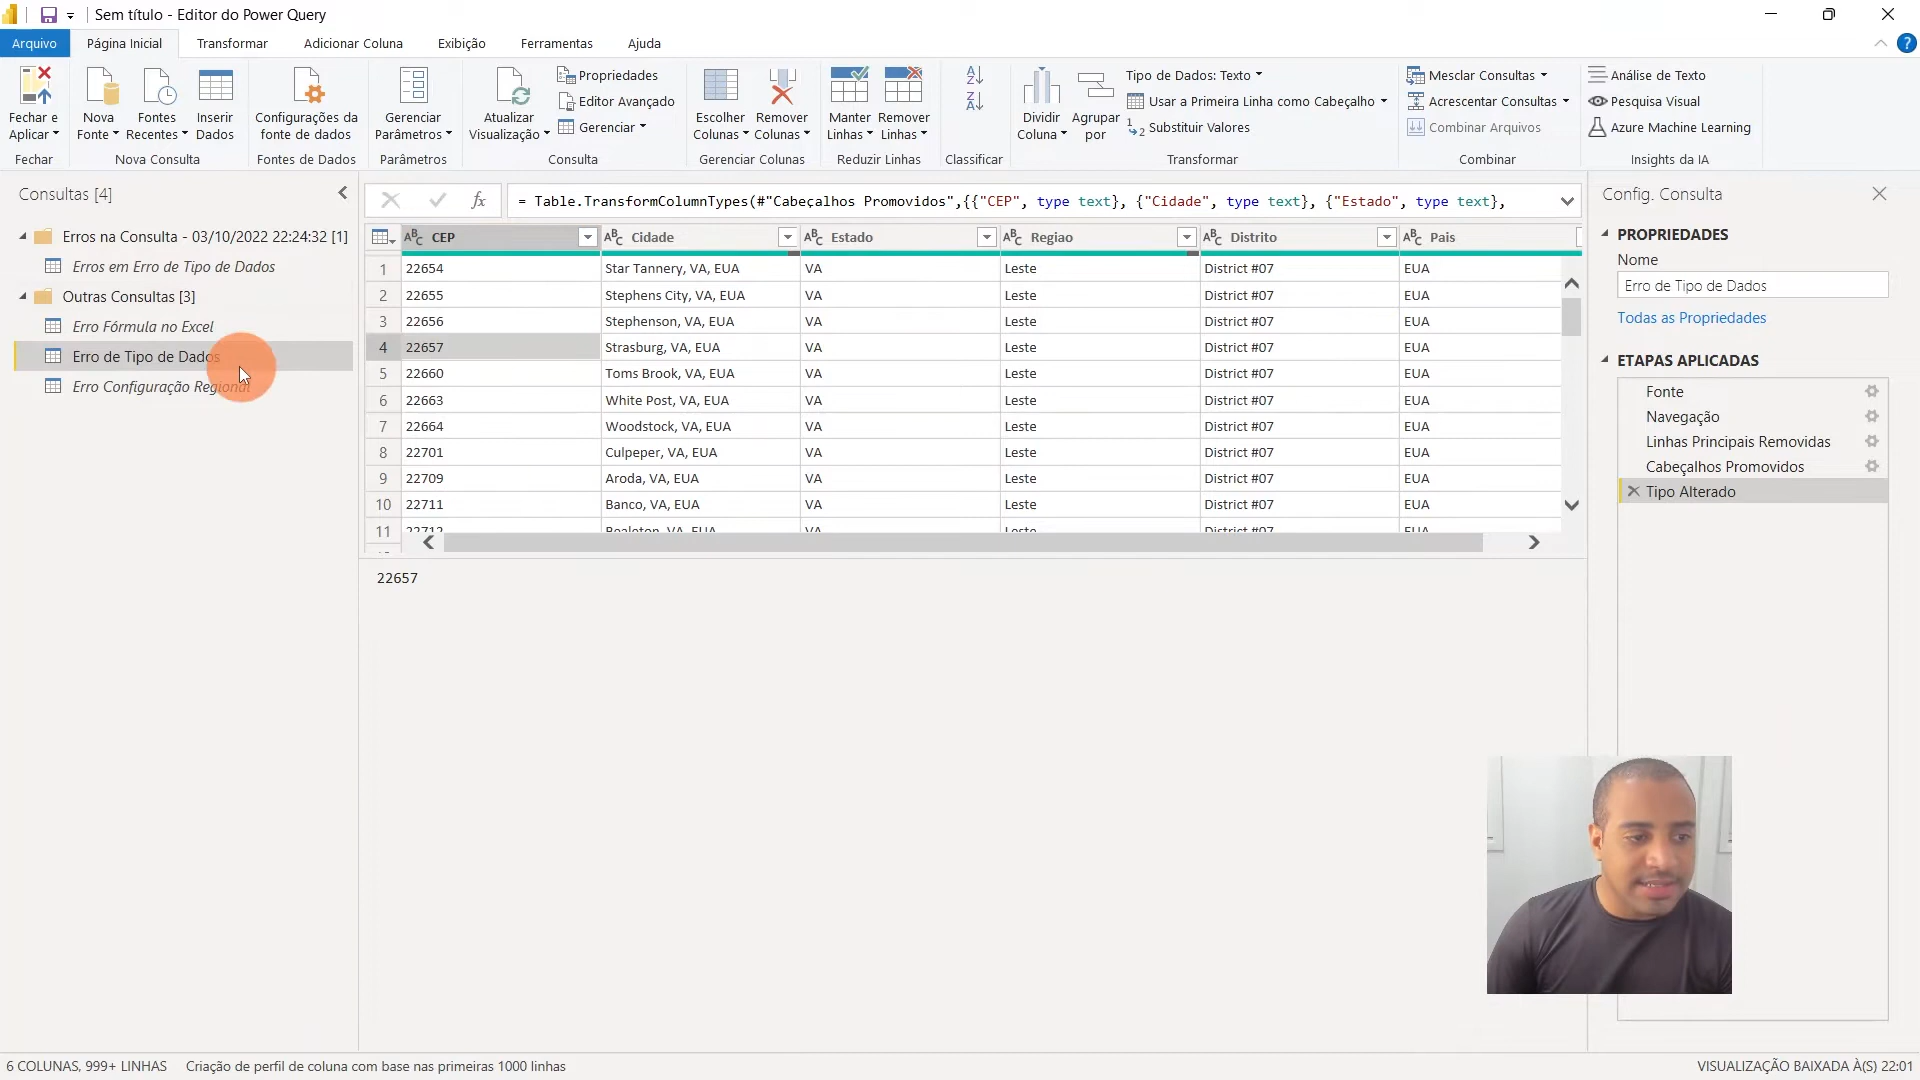 Sem título - Editor do Power Query
Arquivo
Página Inicial
Transformar
Adicionar Coluna
Exibição
Ferramentas
Ajuda
Fechar e Aplicar
Nova Fonte
Fontes Recentes
Inserir Dados
Configurações da fonte de dados
Gerenciar Parâmetros
Atualizar Visualização
Propriedades
Editor Avançado
Gerenciar
Escolher Colunas
Remover Colunas
Manter Linhas
Remover Linhas
Dividir Coluna
Agrupar por
Tipo de Dados: Texto
Usar a Primeira Linha como Cabeçalho
Substituir Valores
Mesclar Consultas
Acrescentar Consultas
Combinar Arquivos
Análise de Texto
Pesquisa Visual
Azure Machine Learning
Fechar
Nova Consulta
Fontes de Dados
Parâmetros
Consulta
Gerenciar Colunas
Reduzir Linhas
Classificar
Transformar
Combinar
Insights da IA
Consultas [4]
Erros na Consulta - 03/10/2022 22:24:32 [1]
Erros em Erro de Tipo de Dados
Outras Consultas [3]
Erro Fórmula no Excel
Erro de Tipo de Dados
Erro Configuração Regional
= Table.TransformColumnTypes(#"Cabeçalhos Promovidos",{{"CEP", type text}, {"Cidade", type text}, {"Estado", type text},
CEP Cidade Estado Regiao Distrito Pais
1 22654 Star Tannery, VA, EUA VA Leste District #07 EUA
2 22655 Stephens City, VA, EUA VA Leste District #07 EUA
3 22656 Stephenson, VA, EUA VA Leste District #07 EUA
4 22657 Strasburg, VA, EUA VA Leste District #07 EUA
5 22660 Toms Brook, VA, EUA VA Leste District #07 EUA
6 22663 White Post, VA, EUA VA Leste District #07 EUA
7 22664 Woodstock, VA, EUA VA Leste District #07 EUA
8 22701 Culpeper, VA, EUA VA Leste District #07 EUA
9 22709 Aroda, VA, EUA VA Leste District #07 EUA
10 22711 Banco, VA, EUA VA Leste District #07 EUA
11 22712 Bealeton, VA, EUA VA Leste District #07 EUA
22657
Config. Consulta
PROPRIEDADES
Nome
Erro de Tipo de Dados
Todas as Propriedades
ETAPAS APLICADAS
Fonte
Navegação
Linhas Principais Removidas
Cabeçalhos Promovidos
Tipo Alterado
6 COLUNAS, 999+ LINHAS
Criação de perfil de coluna com base nas primeiras 1000 linhas
VISUALIZAÇÃO BAIXADA À(S) 22:01